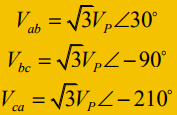 V_ab = √3V_P∠30°
V_bc = √3V_P∠−90°
V_ca = √3V_P∠−210°